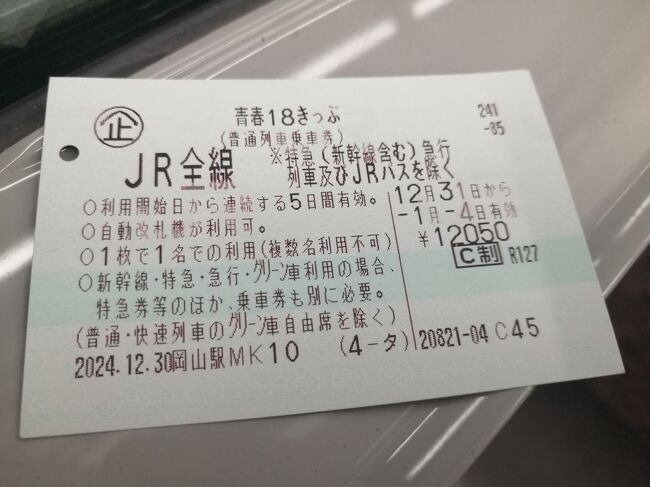 企
青春18きっぷ
241
-85
(普通列車乗車券)
JR全線
※特急(新幹線含む)急行
列車及びJRバスを除く
○利用開始日から連続する5日間有効。
○自動改札機が利用可。
○1枚で1名での利用(複数名利用不可)
○新幹線・特急・急行・グリーン車利用の場合、
特急券等のほか、乗車券も別に必要。
(普通・快速列車のグリーン車自由席を除く)
12月31日から
-1月-4日有効
¥12050
C制 R127
2024.12.30岡山駅MK10 (4-タ) 20821-04 C45